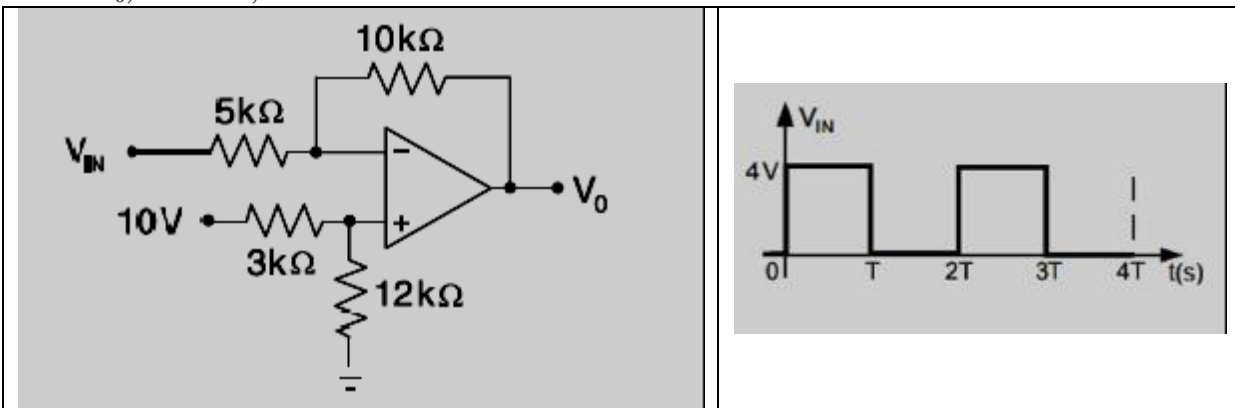 10kΩ
5kΩ
V_IN
V_0
10V
3kΩ
12kΩ
V_IN
4V
0 T 2T 3T 4T t(s)